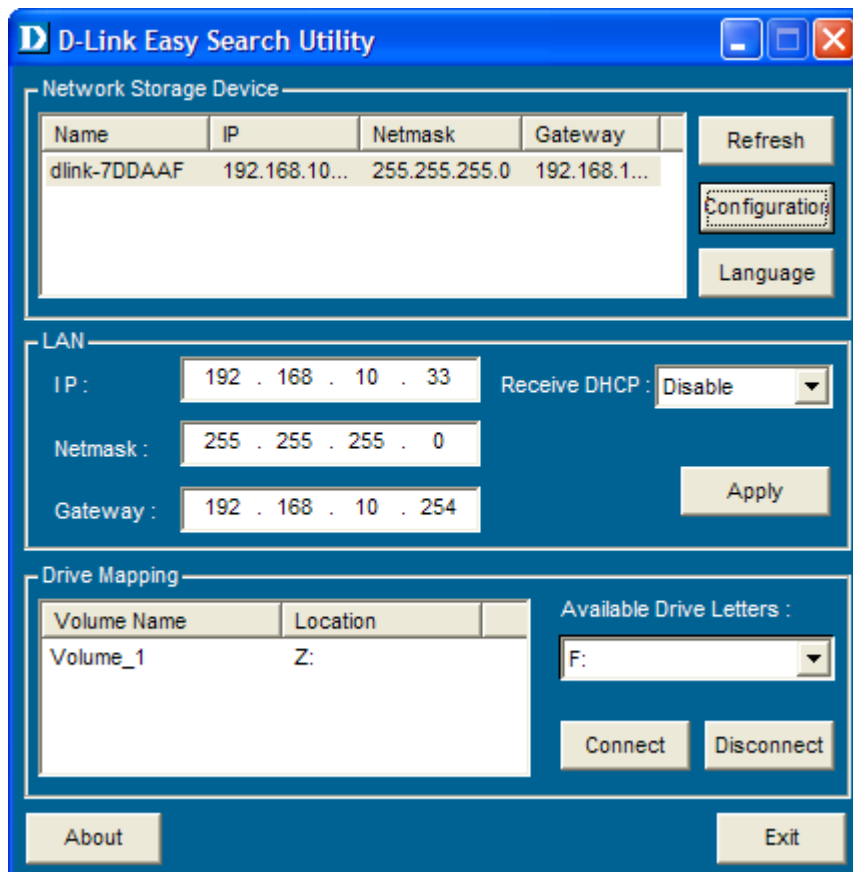 D-Link Easy Search Utility
Network Storage Device
Name IP Netmask Gateway
dlink-7DDAAF 192.168.10... 255.255.255.0 192.168.1...
Refresh
Configuration
Language
LAN
IP : 192 . 168 . 10 . 33 Receive DHCP : Disable
Netmask : 255 . 255 . 255 . 0
Gateway : 192 . 168 . 10 . 254
Apply
Drive Mapping
Volume Name Location
Volume_1 Z:
Available Drive Letters :
F:
Connect Disconnect
About Exit